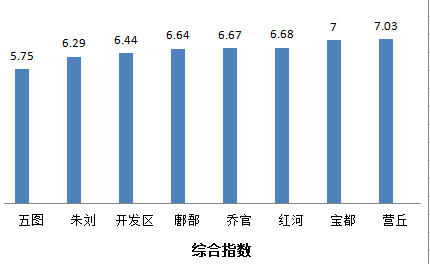 5.75 6.29 6.44 6.64 6.67 6.68 7 7.03
五图 朱刘 开发区 鄌郚 乔官 红河 宝都 营丘
综合指数